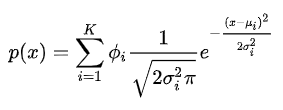 p(x) = \sum_{i=1}^{K} \phi_i \frac{1}{\sqrt{2\sigma_i^2\pi}} e^{-\frac{(x-\mu_i)^2}{2\sigma_i^2}}